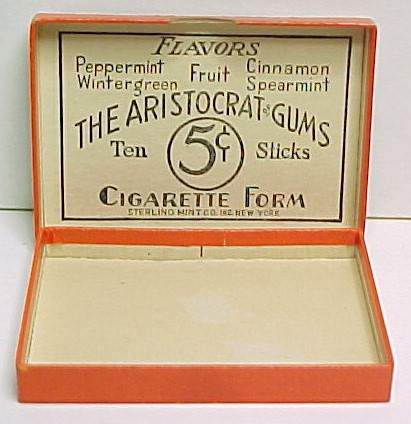 FLAVORS
Peppermint Fruit Cinnamon
Wintergreen Spearmint
THE ARISTOCRAT OF GUMS
Ten 5¢ Sticks
CIGARETTE FORM
STERLING MINT CO. INC. NEW YORK